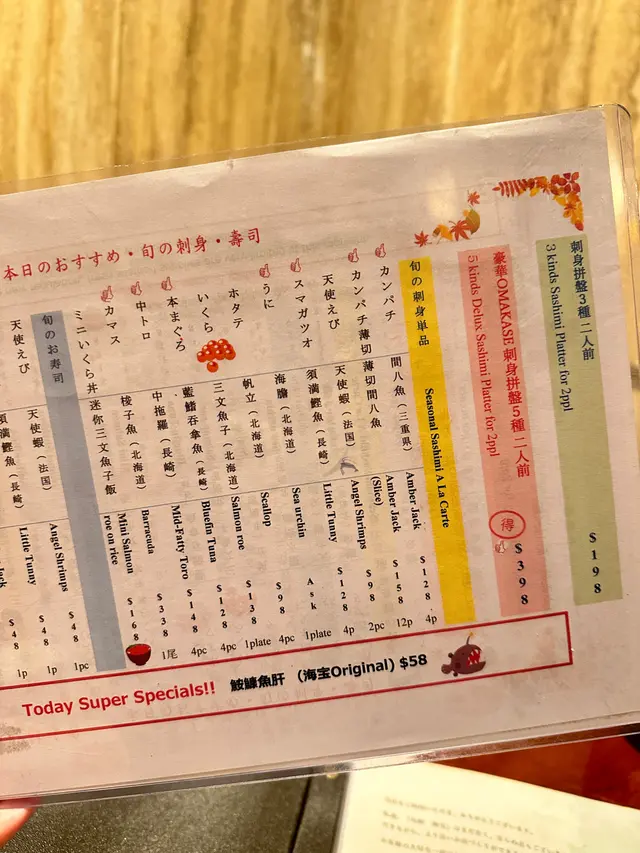 本日のおすすめ・旬の刺身・壽司
刺身拼盤3種二人前
3 kinds Sashimi Platter for 2ppl $198
豪華OMAKASE 刺身拼盤5種二人前
5 kinds Delux Sashimi Platter for 2ppl 得 $398
旬の刺身単品 Seasonal Sashimi A La Carte
カンパチ 間八魚（三重県） Amber Jack $128 4p
カンパチ薄切 薄切間八魚 Amber Jack (Slice) $158 12p
天使えび 天使蝦（法国） Angel Shrimps $98 2pc
スマガツオ 須満鰹魚（長崎） Little Tunny $128 4p
うに 海膽（北海道） Sea urchin Ask 1plate
ホタテ 帆立（北海道） Scallop $98 4pc
いくら 三文魚子（北海道） Salmon roe $138 1plate
本まぐろ 藍鰭吞拿魚（長崎） Bluefin Tuna $128 4pc
中トロ 中拖羅（長崎） Mid-Fatty Toro $148 4pc
カマス 梭子魚（北海道） Barracuda $338 1尾
ミニいくら丼 迷你三文魚子飯 Mini Salmon roe on rice $168
旬のお寿司
天使えび 天使蝦（法国） Angel Shrimps $48 1pc
須満鰹魚（長崎） Little Tunny $48 1p
Jack $48 1p
Today Super Specials!! 鮟鱇魚肝 （海宝Original) $58